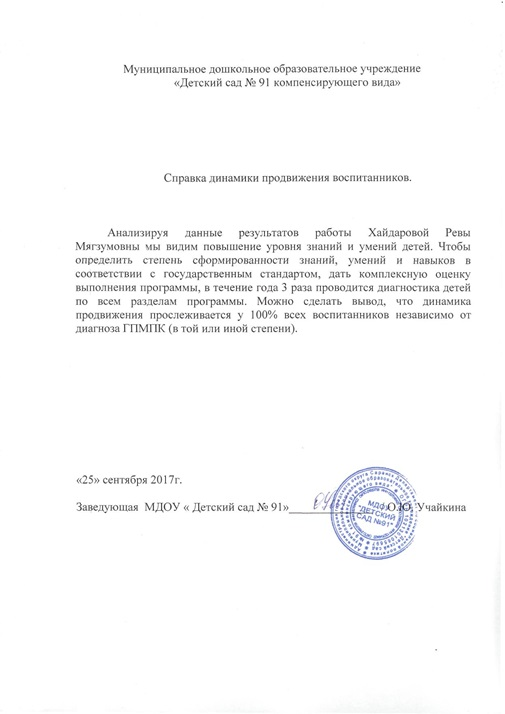 Муниципальное дошкольное образовательное учреждение
«Детский сад № 91 компенсирующего вида»
Справка динамики продвижения воспитанников.
Анализируя данные результатов работы Хайдаровой Ревы
Мягзумовны мы видим повышение уровня знаний и умений детей. Чтобы
определить степень сформированности знаний, умений и навыков в
соответствии с государственным стандартом, дать комплексную оценку
выполнения программы, в течение года 3 раза проводится диагностика детей
по всем разделам программы. Можно сделать вывод, что динамика
продвижения прослеживается у 100% всех воспитанников независимо от
диагноза ГПМПК (в той или иной степени).
«25» сентября 2017г.
Заведующая МДОУ « Детский сад № 91»________________О.Ю. Учайкина
"ДЕТСКИЙ
САД №91"